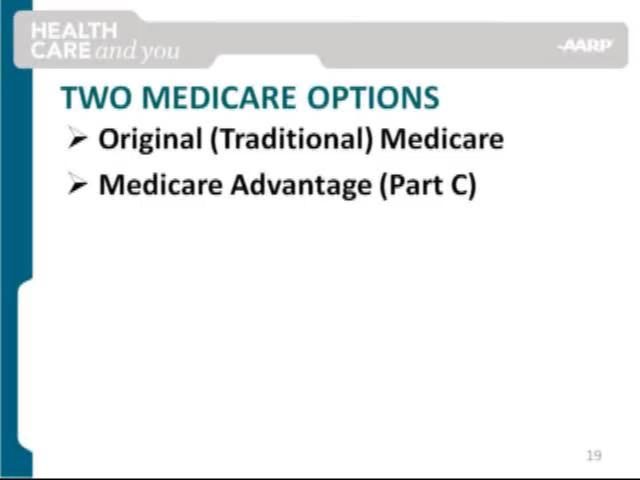 HEALTH
CARE and you
AARP
TWO MEDICARE OPTIONS
Original (Traditional) Medicare
Medicare Advantage (Part C)
19